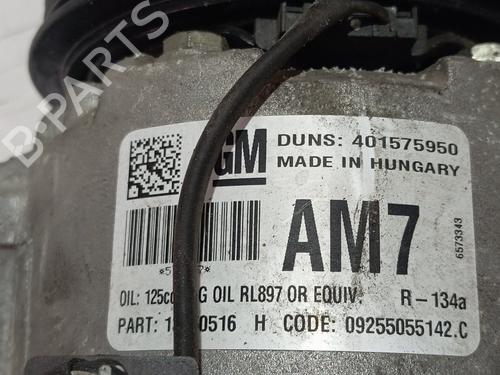 B-PARTS
GM
DUNS: 401575950
MADE IN HUNGARY
AM7
6573343
OIL: 125cc OIL RL897 OR EQUIV. R-134a
PART: 0516 H CODE: 09255055142.C